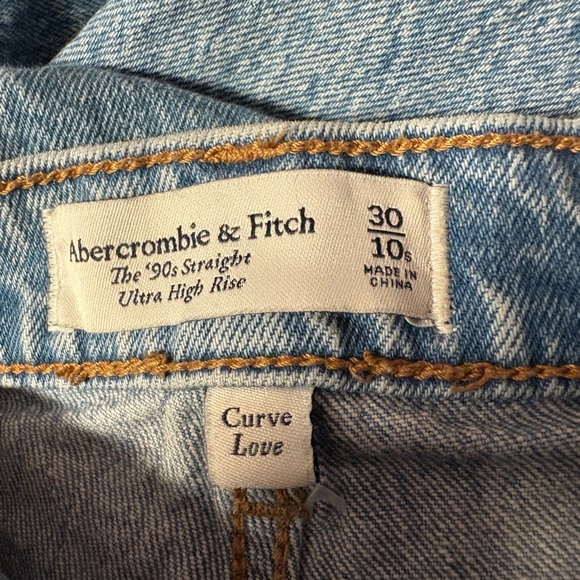 Abercrombie & Fitch
The '90s Straight
Ultra High Rise
30
10s
MADE IN
CHINA
Curve
Love